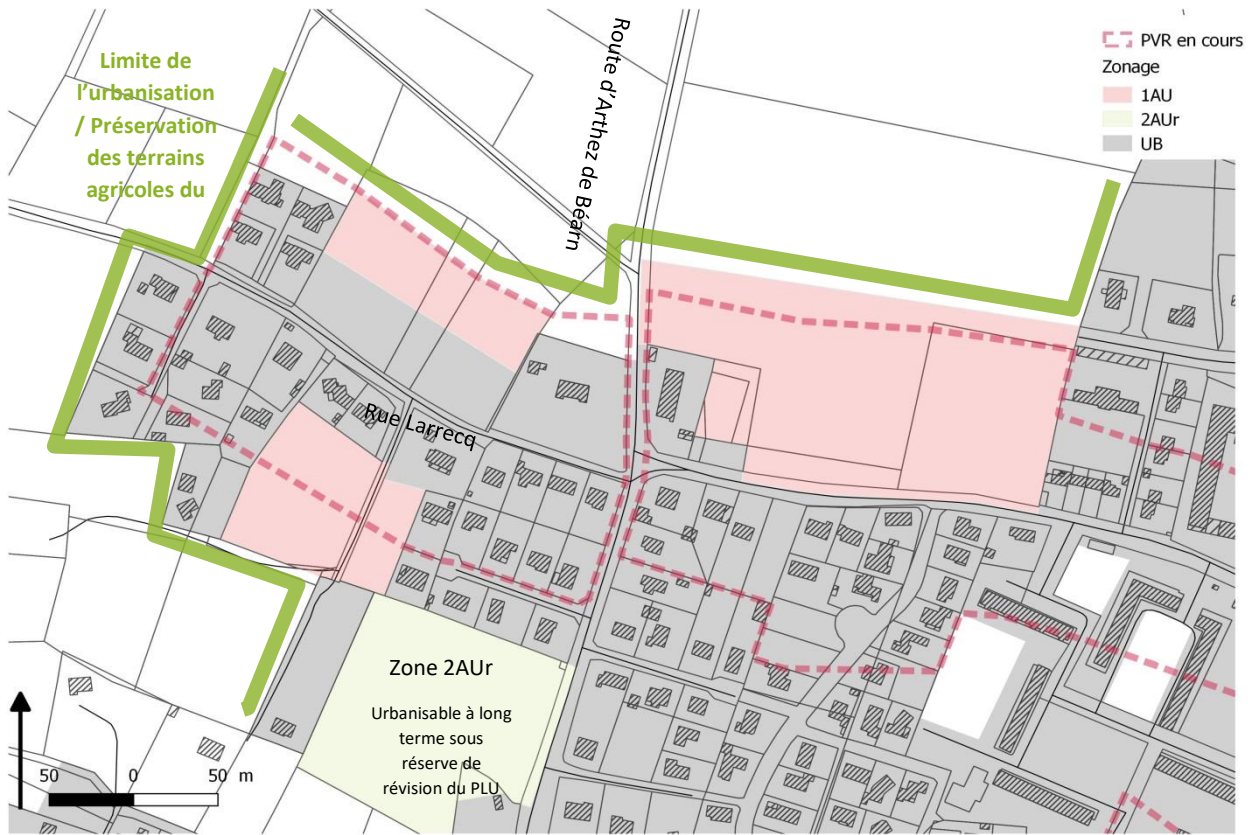 Limite de
l'urbanisation
/ Préservation
des terrains
agricoles du
Route d'Arthez de Béarn
PVR en cours
Zonage
1AU
2AUr
UB
Rue Larrecq
Zone 2AUr
Urbanisable à long
terme sous
réserve de
révision du PLU
50 0 50 m